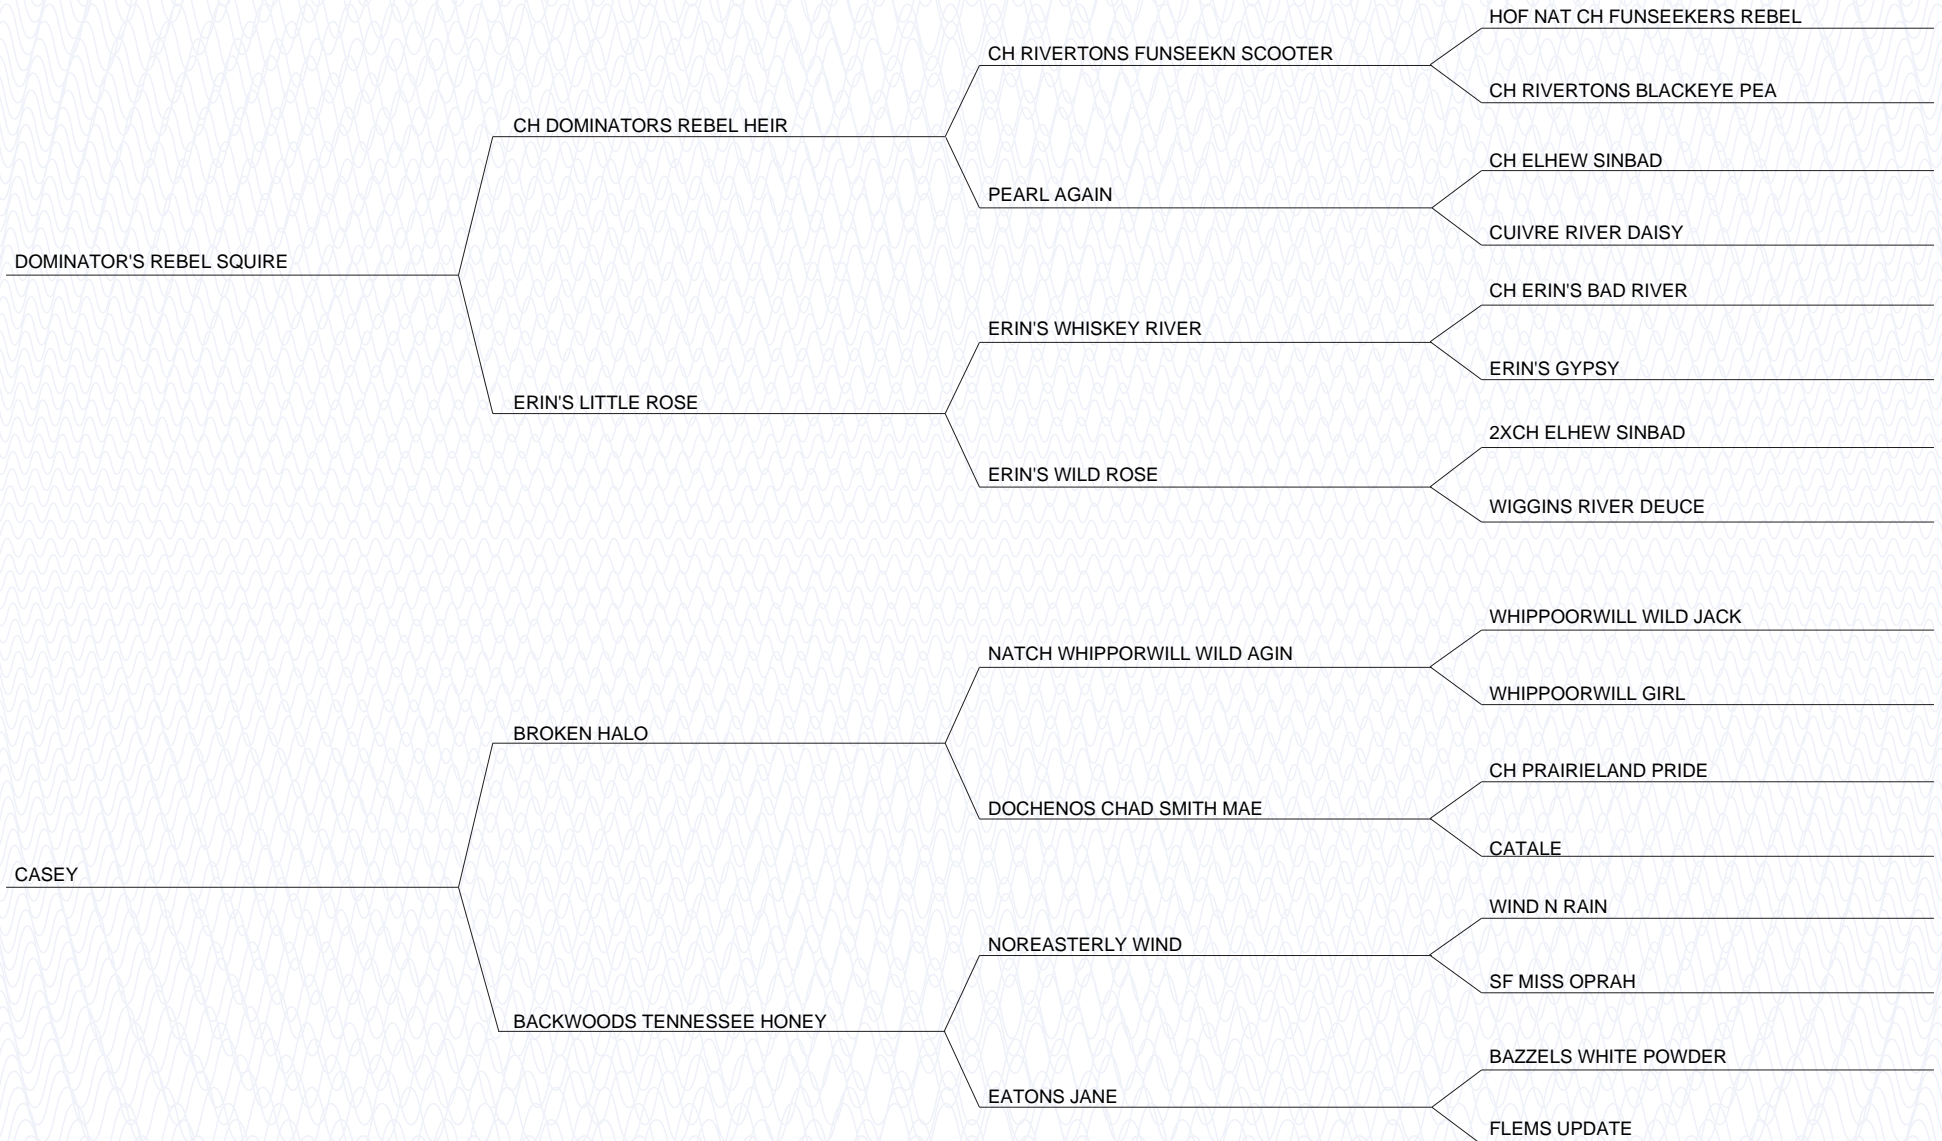 HOF NAT CH FUNSEEKERS REBEL
CH RIVERTONS FUNSEEKN SCOOTER
CH RIVERTONS BLACKEYE PEA
CH DOMINATORS REBEL HEIR
CH ELHEW SINBAD
PEARL AGAIN
CUIVRE RIVER DAISY
DOMINATOR'S REBEL SQUIRE
CH ERIN'S BAD RIVER
ERIN'S WHISKEY RIVER
ERIN'S GYPSY
ERIN'S LITTLE ROSE
2XCH ELHEW SINBAD
ERIN'S WILD ROSE
WIGGINS RIVER DEUCE
WHIPPOORWILL WILD JACK
NATCH WHIPPORWILL WILD AGIN
WHIPPOORWILL GIRL
BROKEN HALO
CH PRAIRIELAND PRIDE
DOCHENOS CHAD SMITH MAE
CATALE
CASEY
WIND N RAIN
NOREASTERLY WIND
SF MISS OPRAH
BACKWOODS TENNESSEE HONEY
BAZZELS WHITE POWDER
EATONS JANE
FLEMS UPDATE